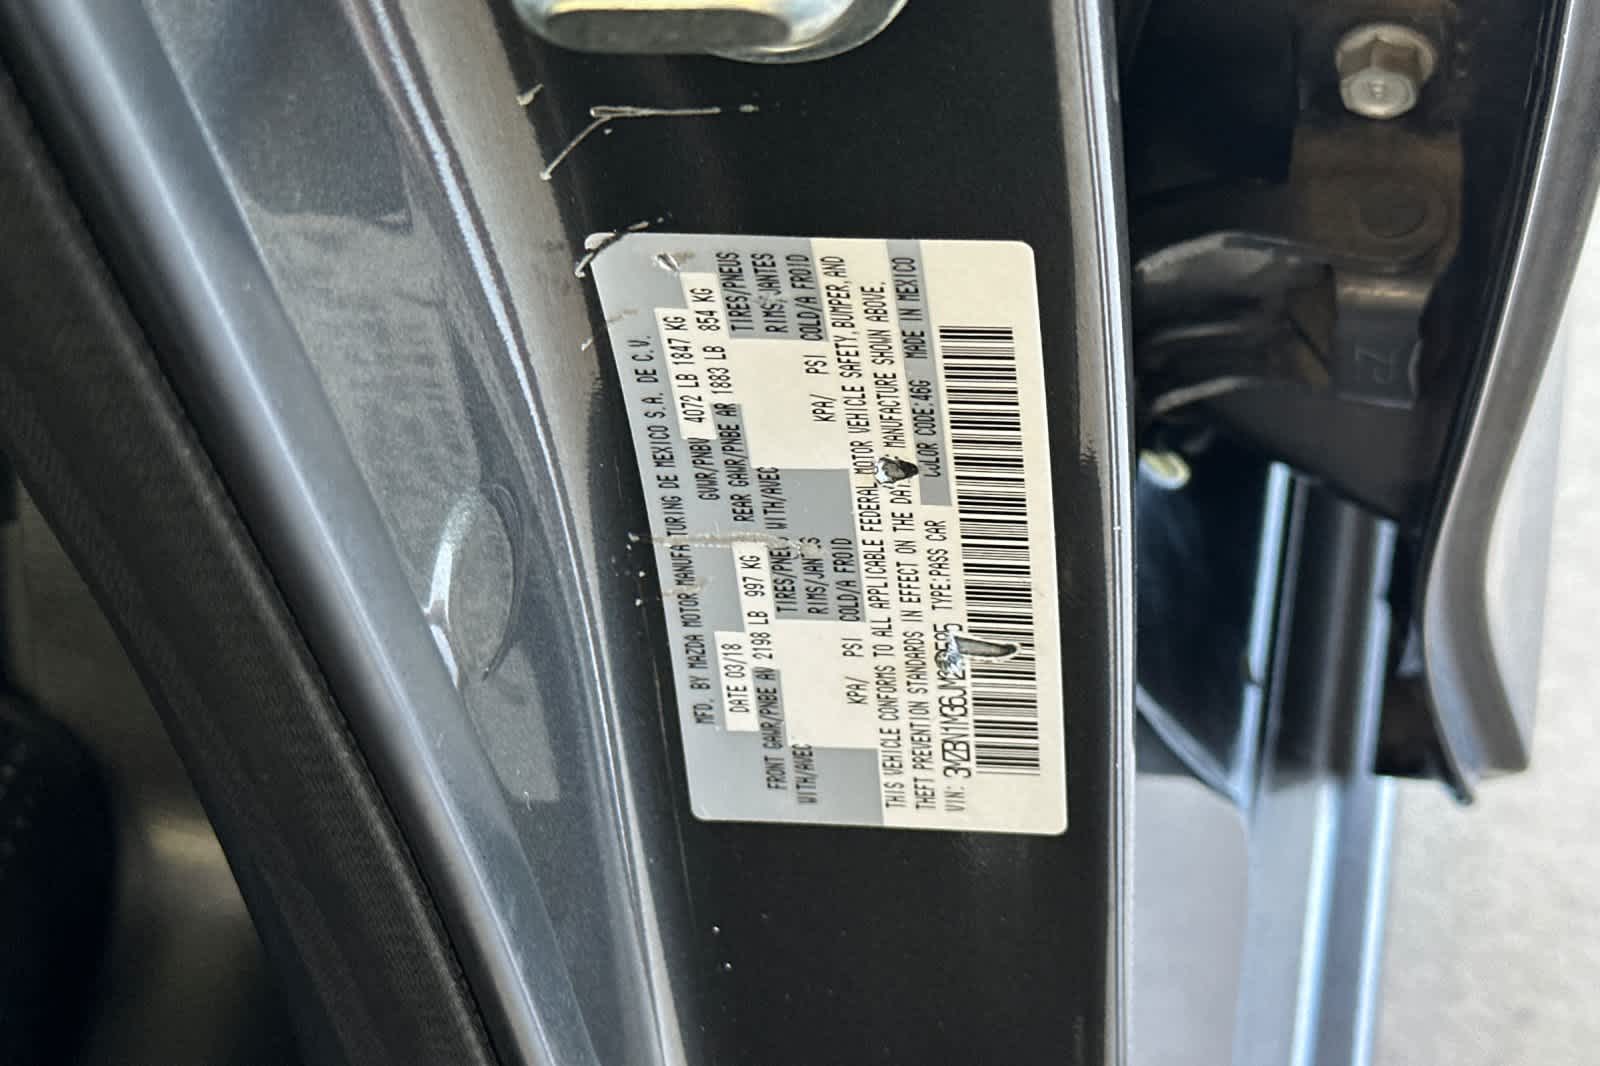 MFD. BY MAZDA MOTOR MANUFACTURING DE MEXICO S.A. DE C.V.
DATE 03/18 GVWR/PNBV 4072 LB 1847 KG
FRONT GAWR/PNBE AV 2198 LB 997 KG REAR GAWR/PNBE AR 1883 LB 854 KG
WITH/AVEC TIRES/PNEU WITH/AVEC TIRES/PNEUS
RIMS/JANTES RIMS/JANTES
KPA/ PSI COLD/A FROID KPA/ PSI COLD/A FROID
THIS VEHICLE CONFORMS TO ALL APPLICABLE FEDERAL MOTOR VEHICLE SAFETY, BUMPER, AND
THEFT PREVENTION STANDARDS IN EFFECT ON THE DA MANUFACTURE SHOWN ABOVE.
VIN: TYPE:PASS CAR COLOR CODE:46G MADE IN MEXICO